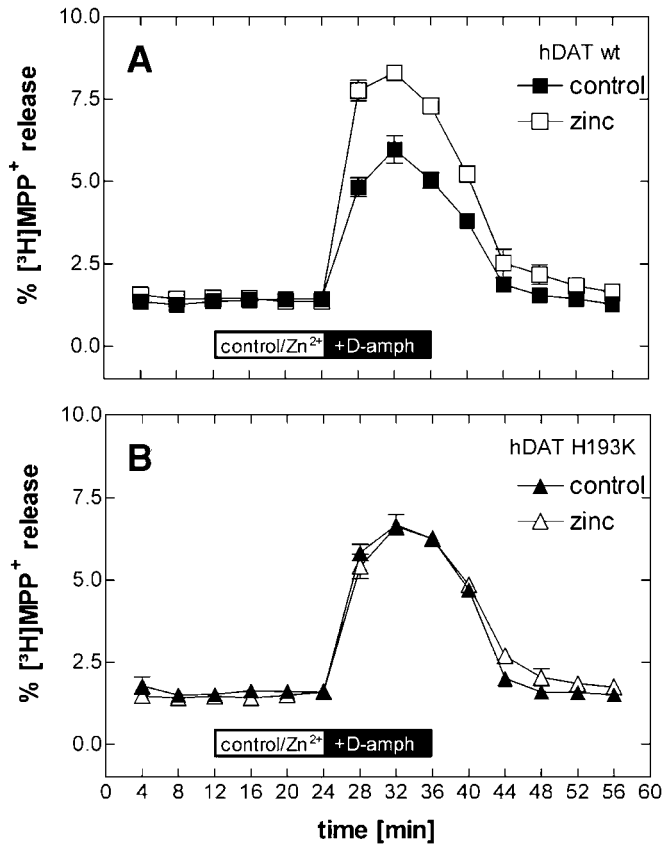 A
hDAT wt
control
zinc
% [³H]MPP⁺ release
10.0
7.5
5.0
2.5
0.0
control/Zn²⁺ +D-amph
B
hDAT H193K
control
zinc
% [³H]MPP⁺ release
10.0
7.5
5.0
2.5
0.0
control/Zn²⁺ +D-amph
0 4 8 12 16 20 24 28 32 36 40 44 48 52 56 60
time [min]